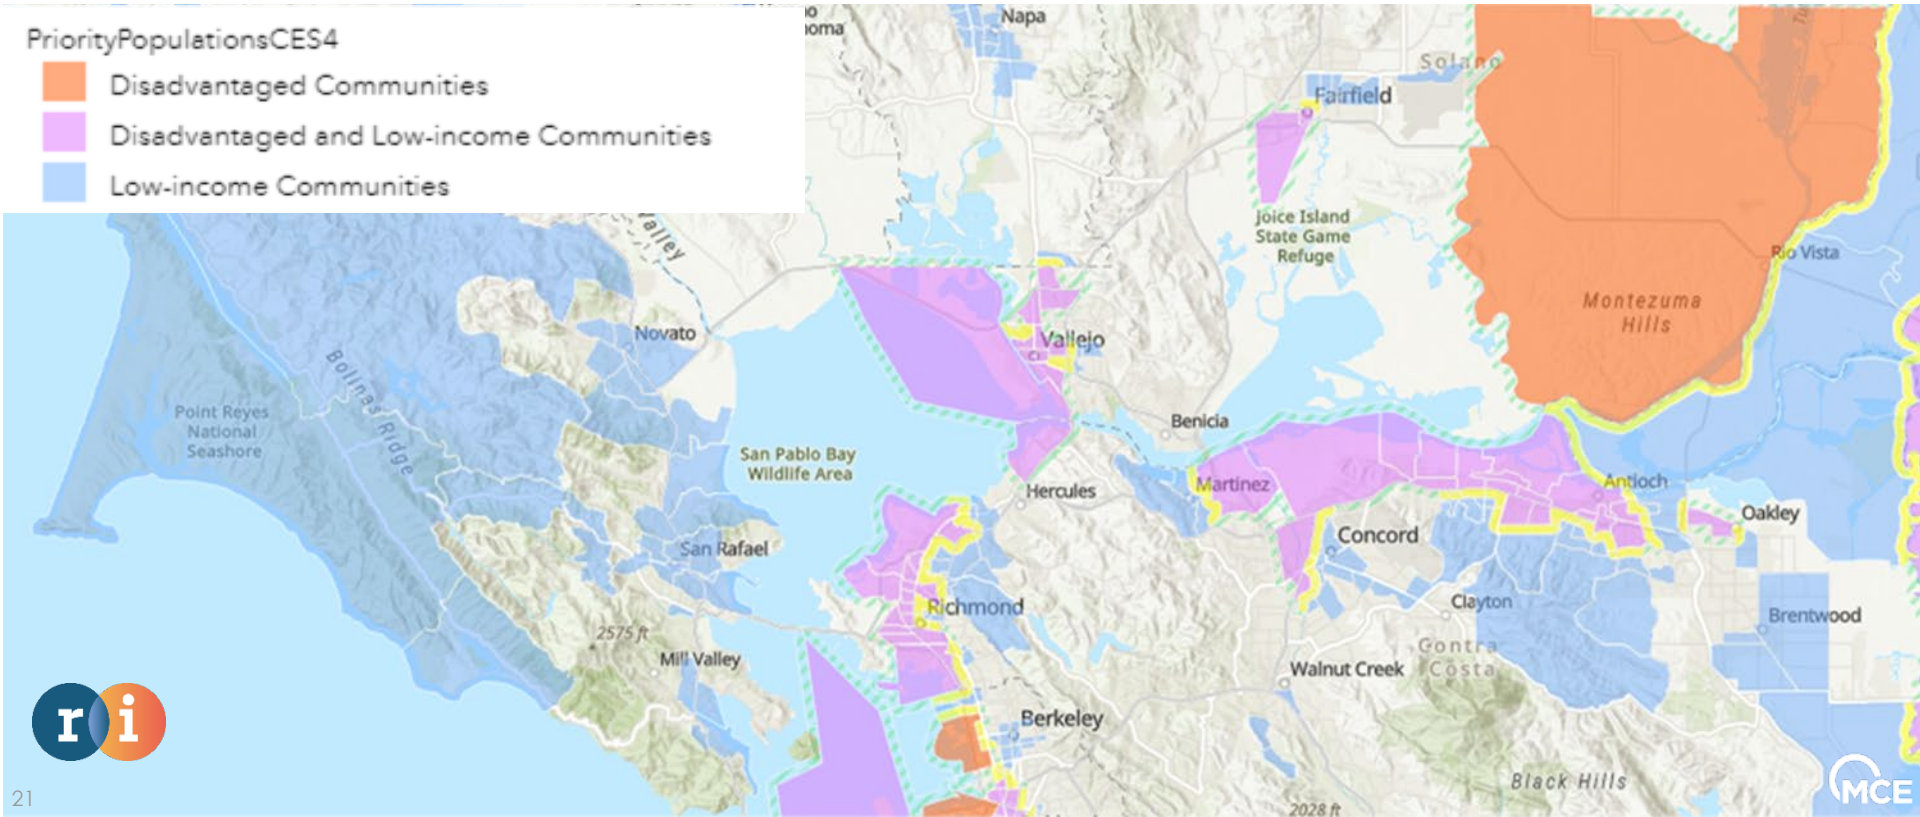 PriorityPopulationsCES4
Disadvantaged Communities
Disadvantaged and Low-income Communities
Low-income Communities
Napa
Solano
Fairfield
Joice Island
State Game
Refuge
Rio Vista
Montezuma
Hills
Novato
Vallejo
Bolinas Ridge
Point Reyes
National
Seashore
Benicia
San Pablo Bay
Wildlife Area
Hercules
Martinez
Antioch
Oakley
Concord
San Rafael
Richmond
Clayton
Brentwood
2575 ft
Mill Valley
Contra
Costa
Walnut Creek
Berkeley
Black Hills
2028 ft
ri
21
MCE